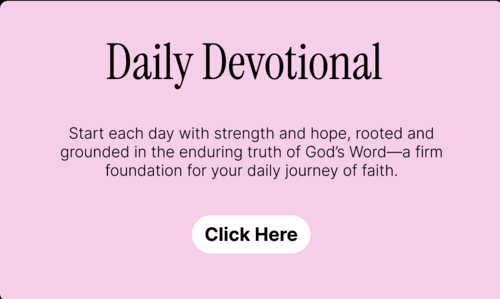 Daily Devotional
Start each day with strength and hope, rooted and
grounded in the enduring truth of God’s Word—a firm
foundation for your daily journey of faith.
Click Here